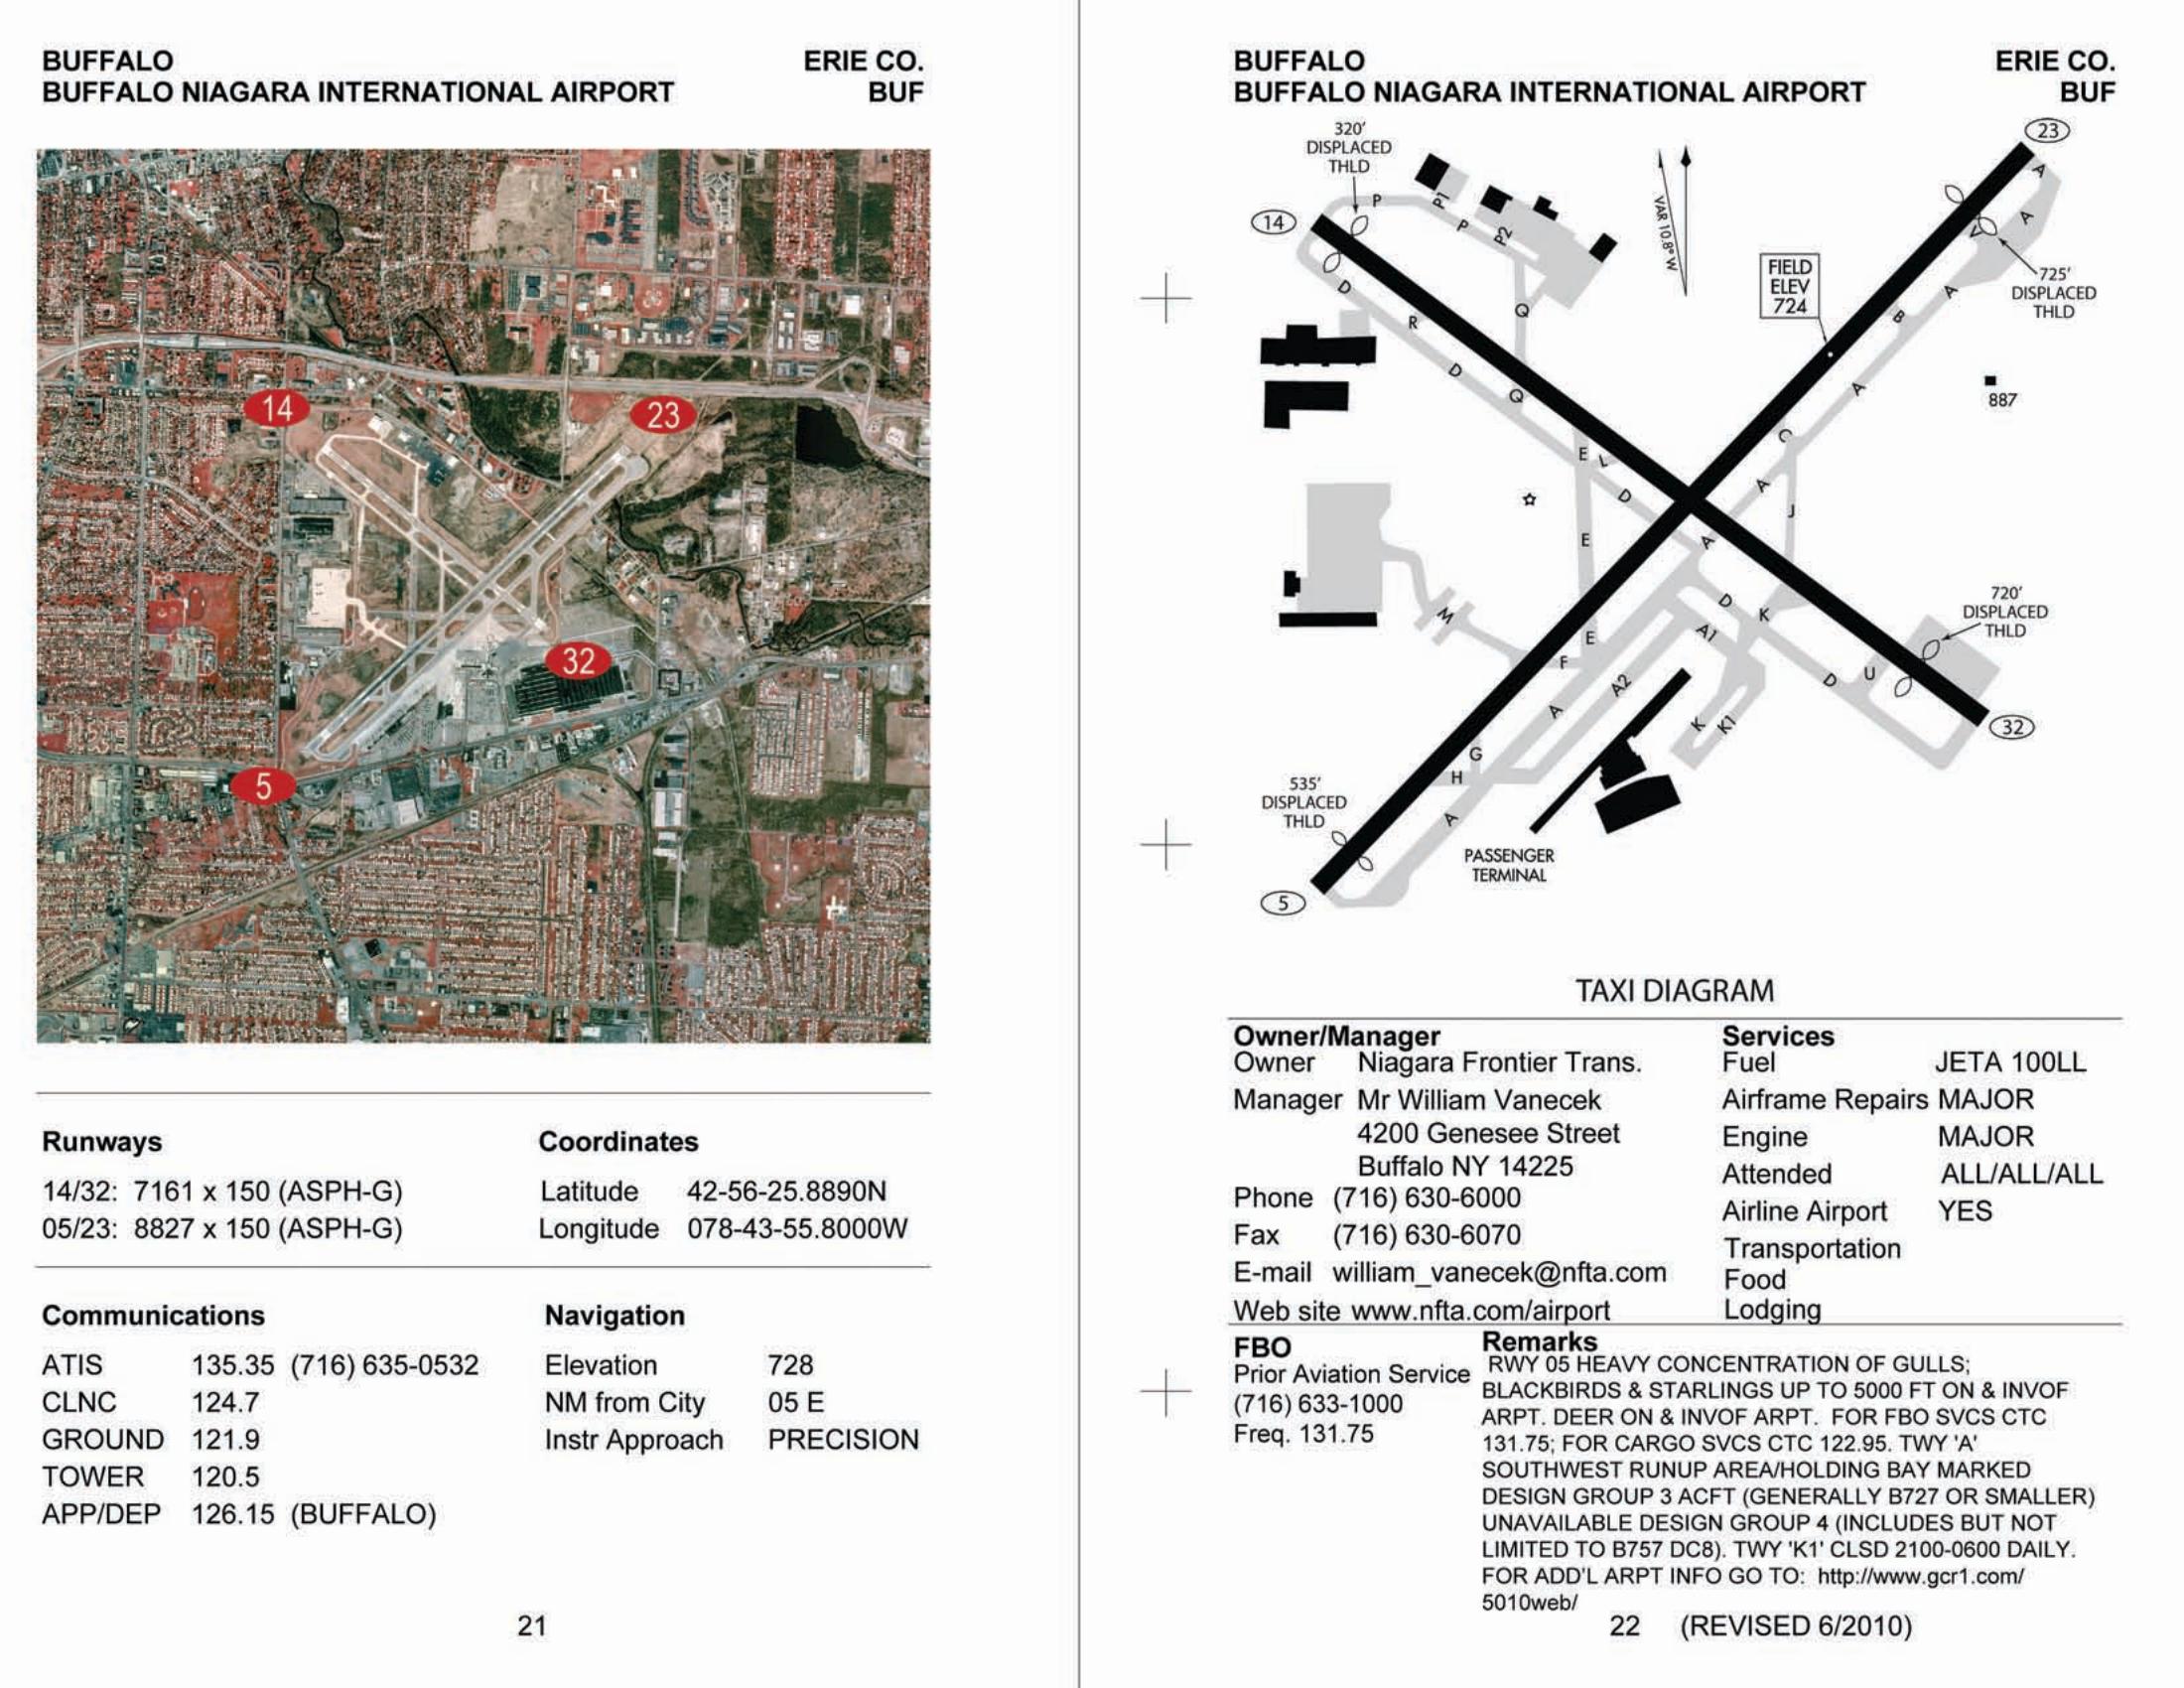 BUFFALO
ERIE CO.
BUFFALO NIAGARA INTERNATIONAL AIRPORT
BUF
14
23
32
5
Runways
14/32: 7161 x 150 (ASPH-G)
05/23: 8827 x 150 (ASPH-G)
Coordinates
Latitude 42-56-25.8890N
Longitude 078-43-55.8000W
Communications
ATIS 135.35 (716) 635-0532
CLNC 124.7
GROUND 121.9
TOWER 120.5
APP/DEP 126.15 (BUFFALO)
Navigation
Elevation 728
NM from City 05 E
Instr Approach PRECISION
21
BUFFALO
ERIE CO.
BUFFALO NIAGARA INTERNATIONAL AIRPORT
BUF
320'
DISPLACED
THLD
23
14
P
P1
P
P2
VAR 10.8° W
A
A
V
FIELD
ELEV
724
725'
DISPLACED
THLD
D
R
Q
B
A
D
Q
A
887
E
L
C
D
A
J
E
A
720'
DISPLACED
THLD
M
D
K
E
A1
F
A2
D
U
A
K
K1
32
G
H
535'
DISPLACED
THLD
A
PASSENGER
TERMINAL
5
TAXI DIAGRAM
Owner/Manager
Owner Niagara Frontier Trans.
Manager Mr William Vanecek
4200 Genesee Street
Buffalo NY 14225
Phone (716) 630-6000
Fax (716) 630-6070
E-mail william_vanecek@nfta.com
Web site www.nfta.com/airport
Services
Fuel JETA 100LL
Airframe Repairs MAJOR
Engine MAJOR
Attended ALL/ALL/ALL
Airline Airport YES
Transportation
Food
Lodging
FBO
Prior Aviation Service
(716) 633-1000
Freq. 131.75
Remarks
RWY 05 HEAVY CONCENTRATION OF GULLS;
BLACKBIRDS & STARLINGS UP TO 5000 FT ON & INVOF
ARPT. DEER ON & INVOF ARPT. FOR FBO SVCS CTC
131.75; FOR CARGO SVCS CTC 122.95. TWY 'A'
SOUTHWEST RUNUP AREA/HOLDING BAY MARKED
DESIGN GROUP 3 ACFT (GENERALLY B727 OR SMALLER)
UNAVAILABLE DESIGN GROUP 4 (INCLUDES BUT NOT
LIMITED TO B757 DC8). TWY 'K1' CLSD 2100-0600 DAILY.
FOR ADD'L ARPT INFO GO TO: http://www.gcr1.com/
5010web/
22 (REVISED 6/2010)